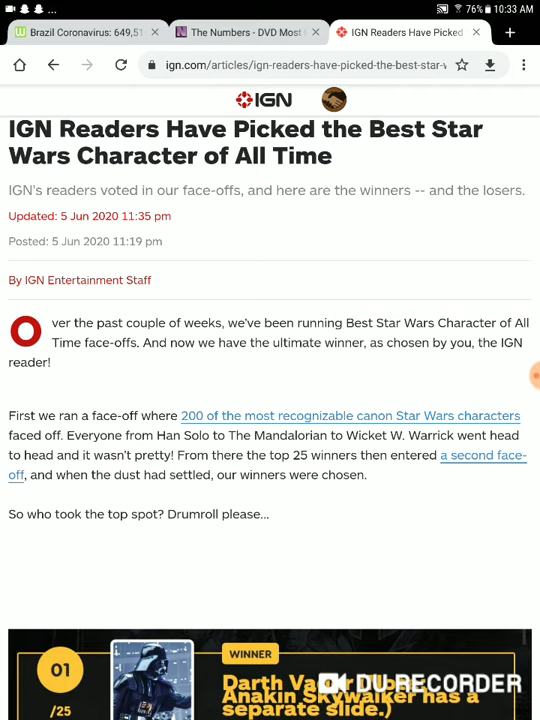 ... 76% 10:33 AM
Brazil Coronavirus: 649,51 × The Numbers - DVD Most × IGN Readers Have Picked × +
ign.com/articles/ign-readers-have-picked-the-best-star-
IGN
IGN Readers Have Picked the Best Star
Wars Character of All Time
IGN's readers voted in our face-offs, and here are the winners -- and the losers.
Updated: 5 Jun 2020 11:35 pm
Posted: 5 Jun 2020 11:19 pm
By IGN Entertainment Staff
Over the past couple of weeks, we've been running Best Star Wars Character of All
Time face-offs. And now we have the ultimate winner, as chosen by you, the IGN
reader!
First we ran a face-off where 200 of the most recognizable canon Star Wars characters
faced off. Everyone from Han Solo to The Mandalorian to Wicket W. Warrick went head
to head and it wasn't pretty! From there the top 25 winners then entered a second face-
off, and when the dust had settled, our winners were chosen.
So who took the top spot? Drumroll please...
01
/25
WINNER
Darth Vader
Anakin Skywalker has a
separate slide.)
DU RECORDER